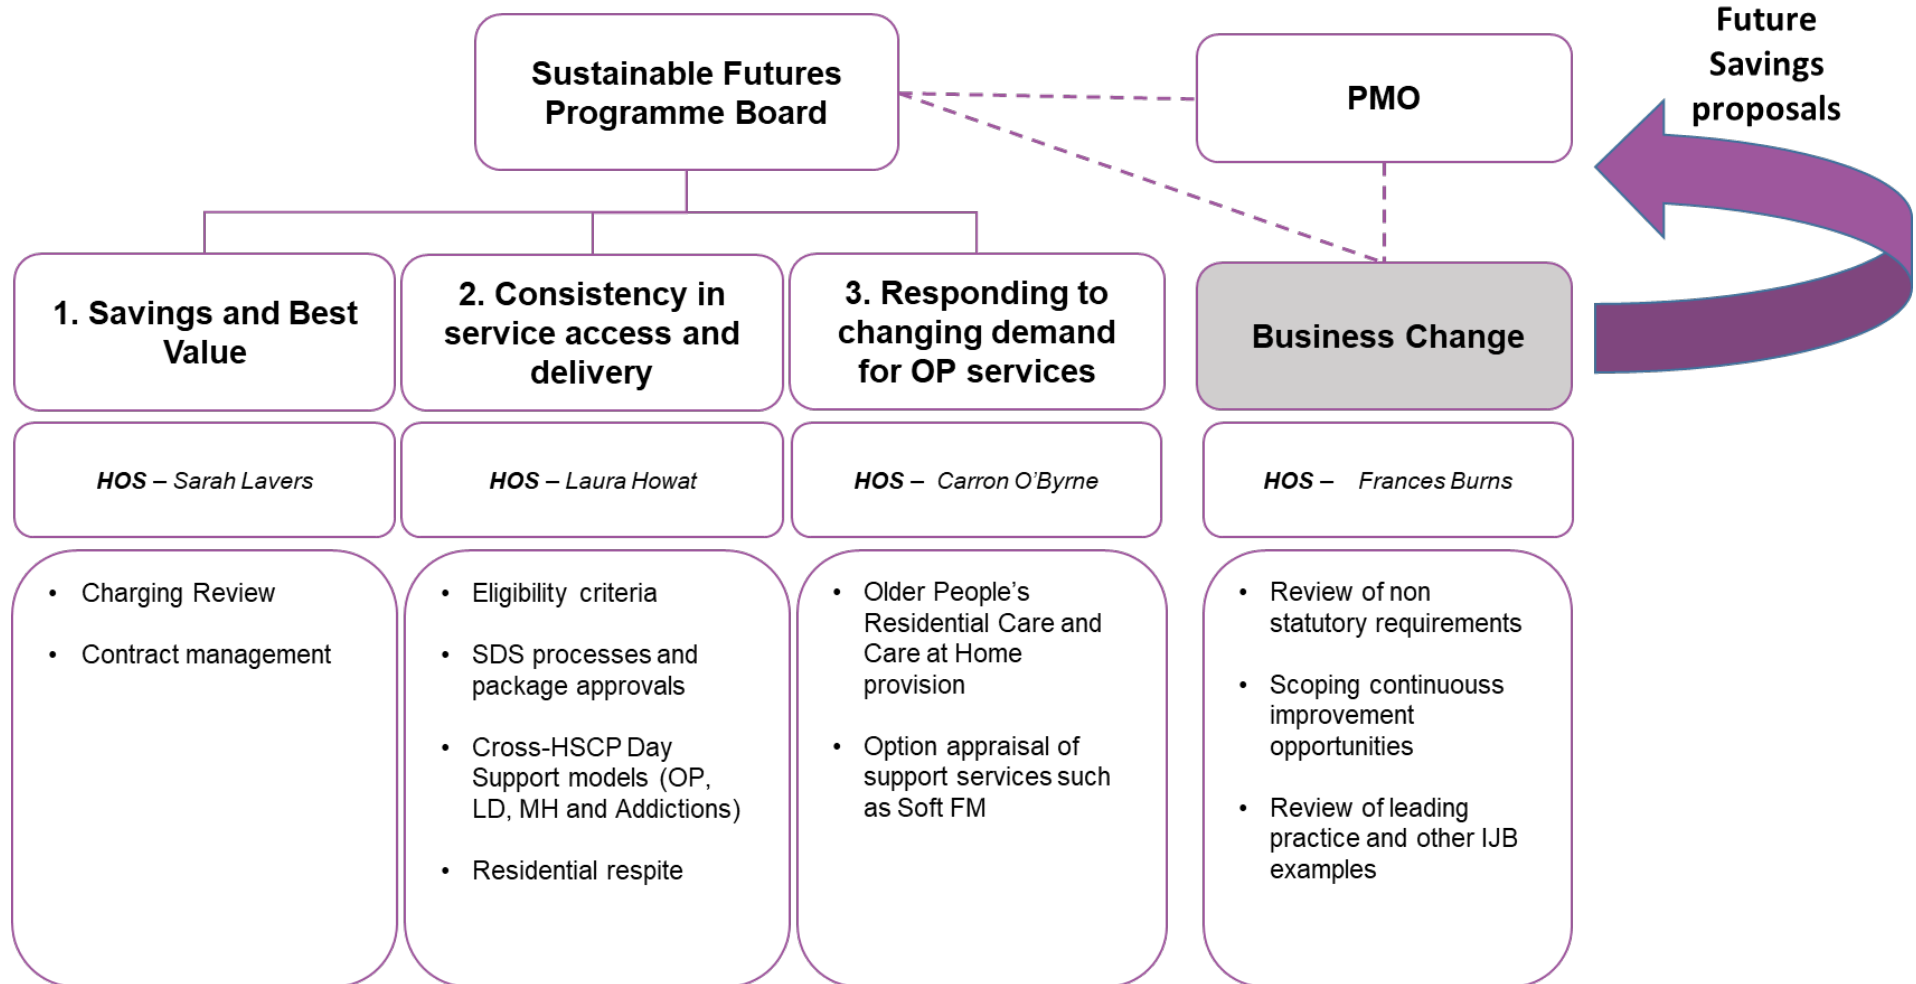 Sustainable Futures
Programme Board
PMO
Future
Savings
proposals
1. Savings and Best
Value
2. Consistency in
service access and
delivery
3. Responding to
changing demand
for OP services
Business Change
HOS – Sarah Lavers
HOS – Laura Howat
HOS – Carron O’Byrne
HOS – Frances Burns
• Charging Review
• Contract management
• Eligibility criteria
• SDS processes and
package approvals
• Cross-HSCP Day
Support models (OP,
LD, MH and Addictions)
• Residential respite
• Older People’s
Residential Care and
Care at Home
provision
• Option appraisal of
support services such
as Soft FM
• Review of non
statutory requirements
• Scoping continuouss
improvement
opportunities
• Review of leading
practice and other IJB
examples